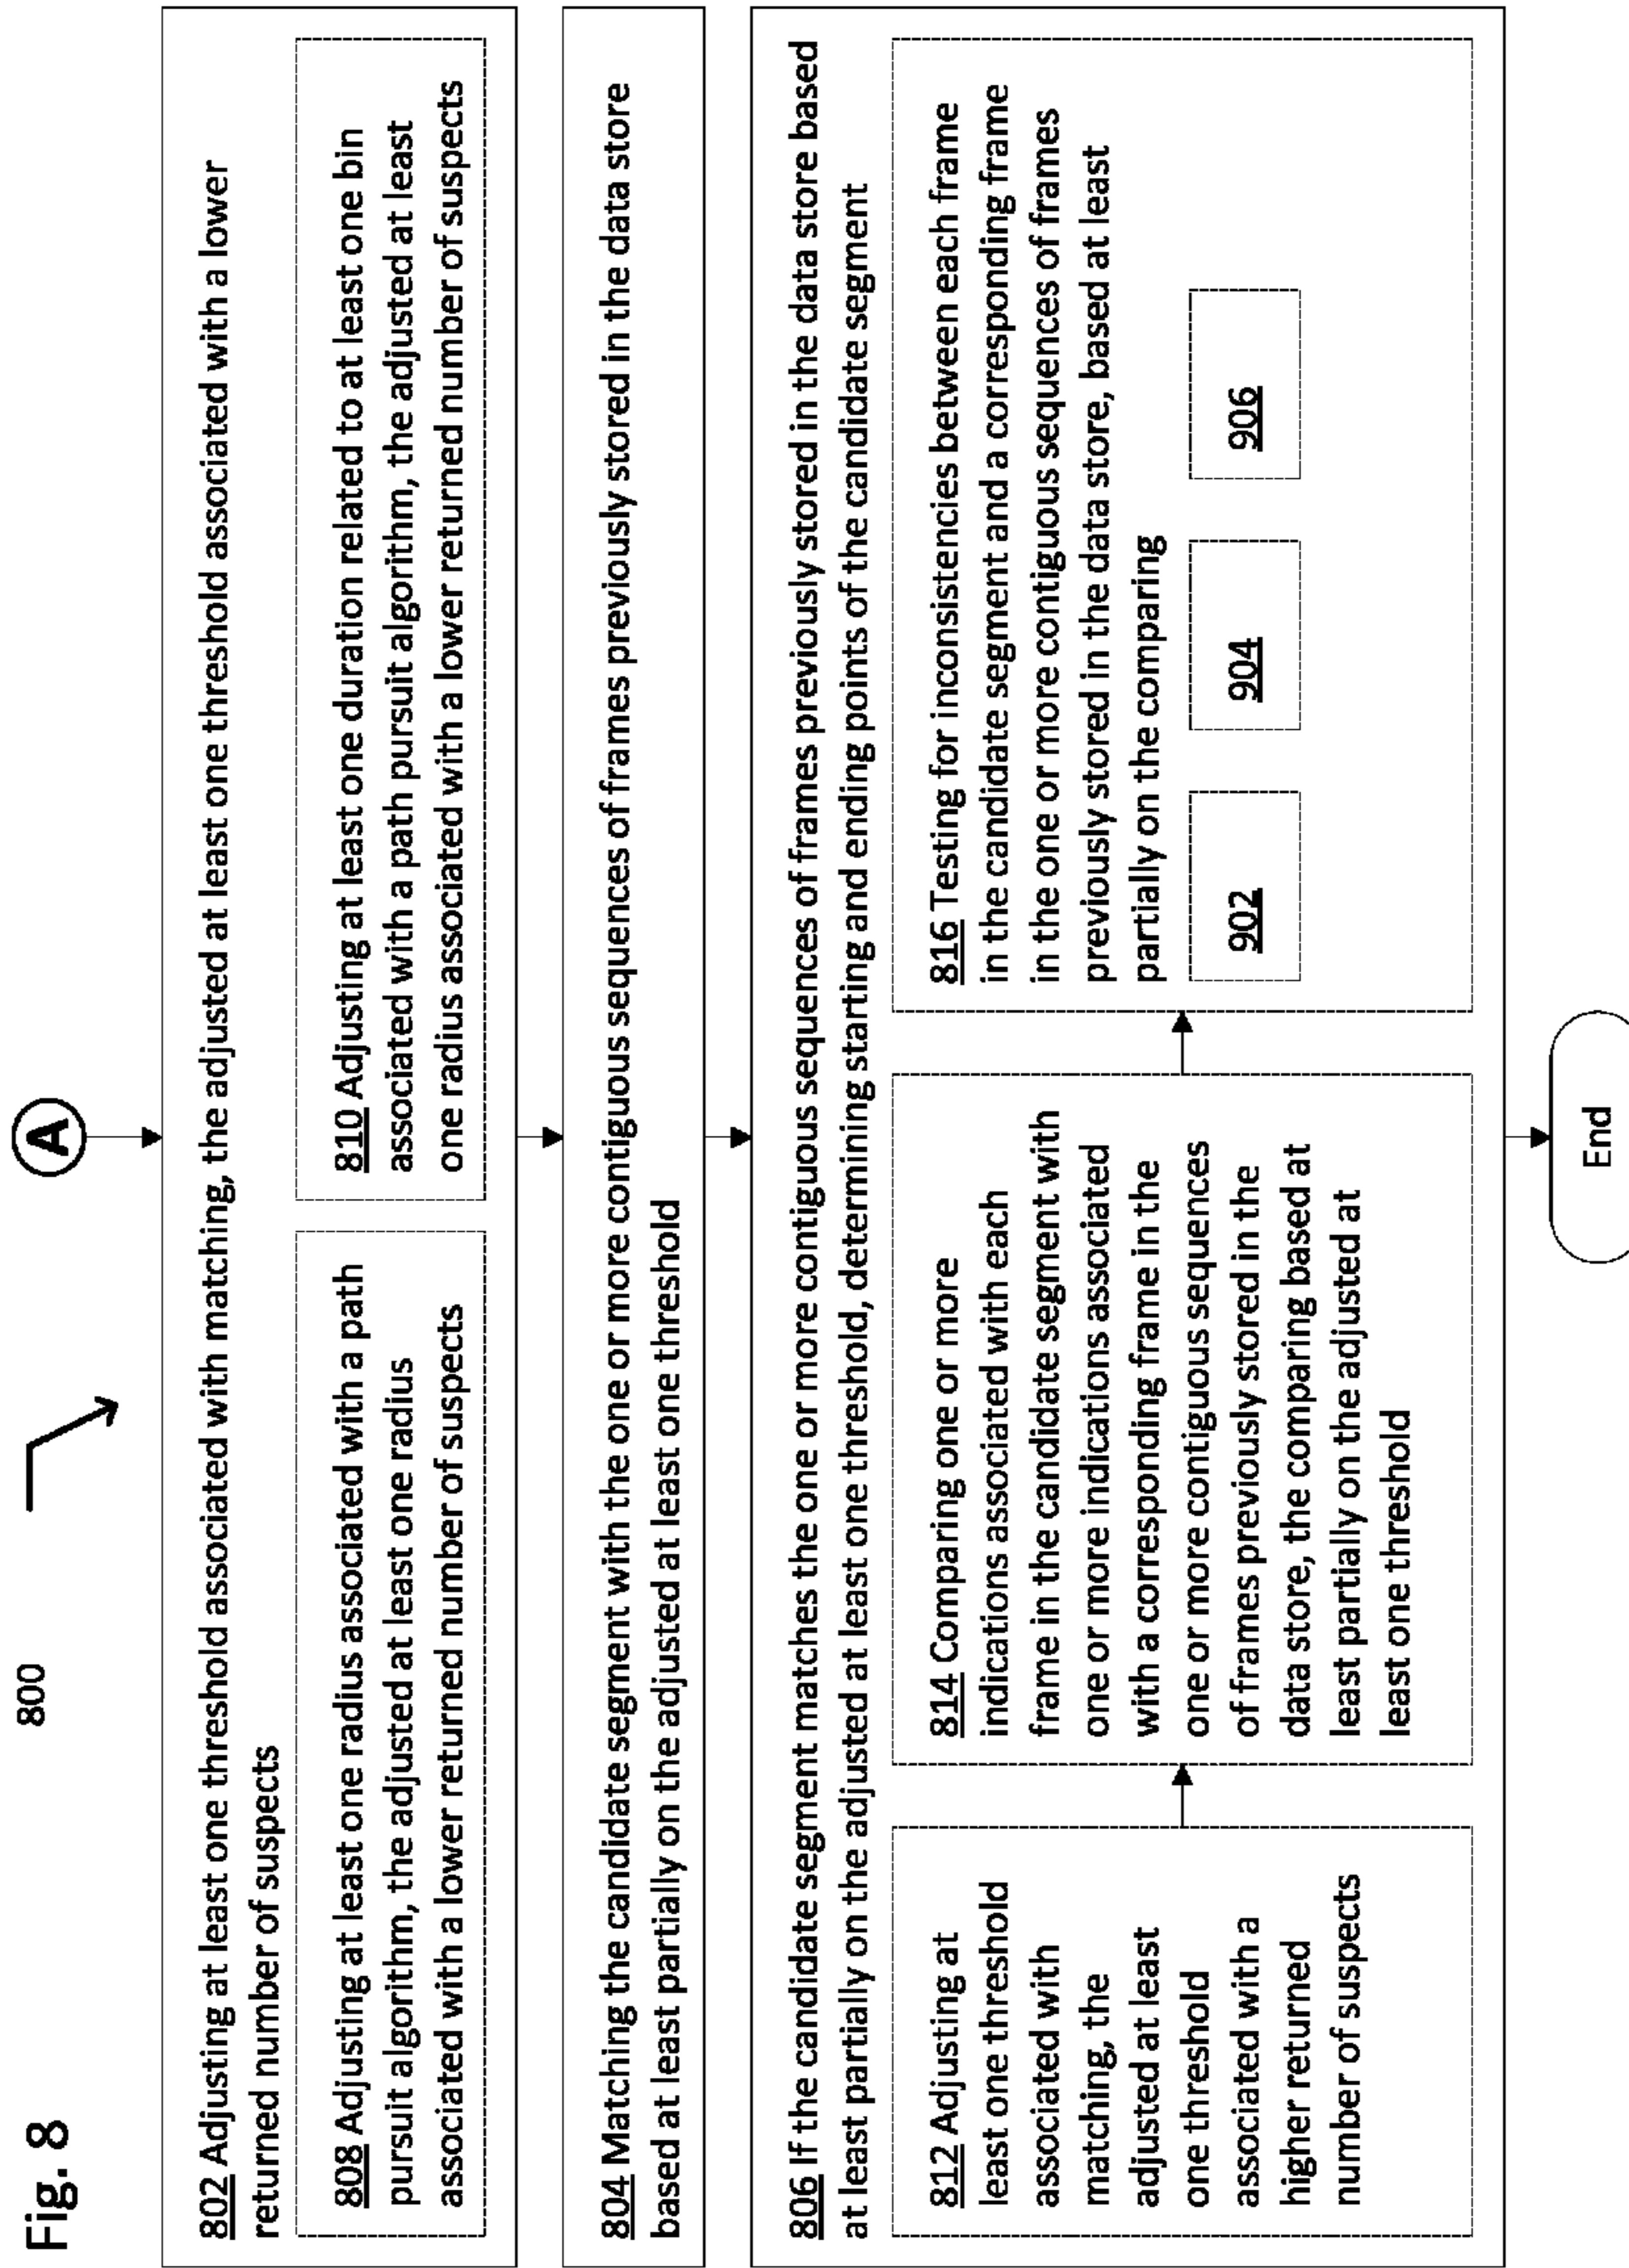 Fig. 8
800
A
802 Adjusting at least one threshold associated with matching, the adjusted at least one threshold associated with a lower
returned number of suspects
808 Adjusting at least one radius associated with a path
pursuit algorithm, the adjusted at least one radius
associated with a lower returned number of suspects
810 Adjusting at least one duration related to at least one bin
associated with a path pursuit algorithm, the adjusted at least
one radius associated with a lower returned number of suspects
804 Matching the candidate segment with the one or more contiguous sequences of frames previously stored in the data store
based at least partially on the adjusted at least one threshold
806 If the candidate segment matches the one or more contiguous sequences of frames previously stored in the data store based
at least partially on the adjusted at least one threshold, determining starting and ending points of the candidate segment
812 Adjusting at
least one threshold
associated with
matching, the
adjusted at least
one threshold
associated with a
higher returned
number of suspects
814 Comparing one or more
indications associated with each
frame in the candidate segment with
one or more indications associated
with a corresponding frame in the
one or more contiguous sequences
of frames previously stored in the
data store, the comparing based at
least partially on the adjusted at
least one threshold
816 Testing for inconsistencies between each frame
in the candidate segment and a corresponding frame
in the one or more contiguous sequences of frames
previously stored in the data store, based at least
partially on the comparing
902
904
906
End